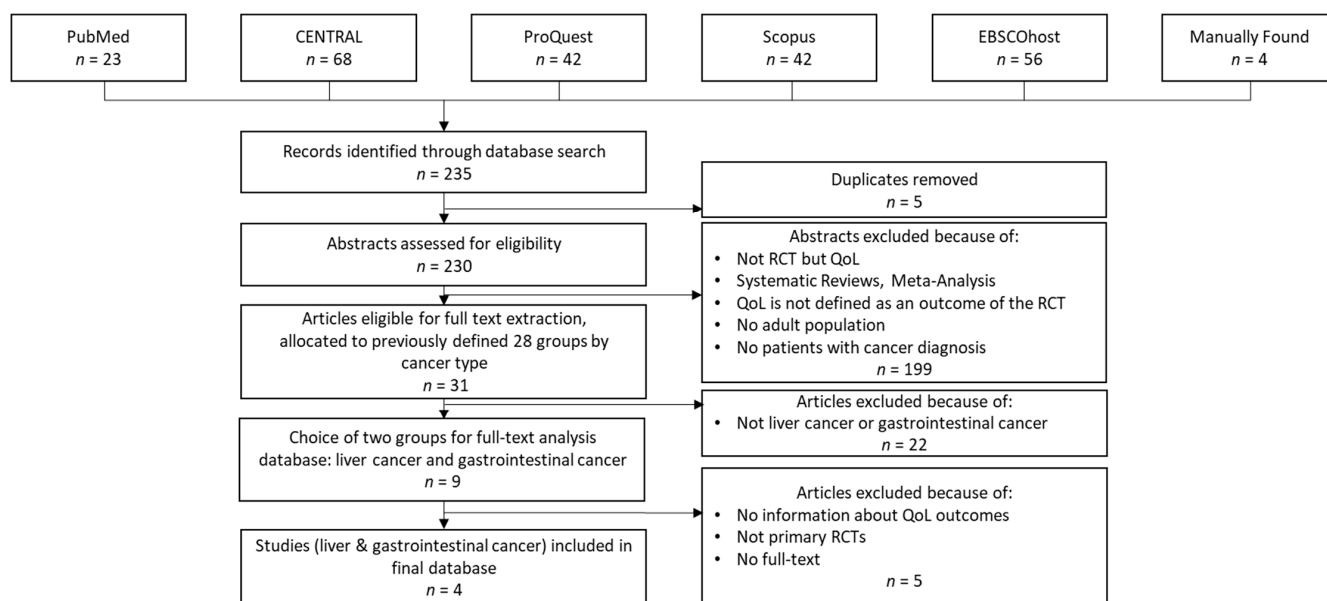 PubMed
n = 23
CENTRAL
n = 68
ProQuest
n = 42
Scopus
n = 42
EBSCOhost
n = 56
Manually Found
n = 4
Records identified through database search
n = 235
Duplicates removed
n = 5
Abstracts assessed for eligibility
n = 230
Abstracts excluded because of:
• Not RCT but QoL
• Systematic Reviews, Meta-Analysis
• QoL is not defined as an outcome of the RCT
• No adult population
• No patients with cancer diagnosis
n = 199
Articles eligible for full text extraction,
allocated to previously defined 28 groups by
cancer type
n = 31
Articles excluded because of:
• Not liver cancer or gastrointestinal cancer
n = 22
Choice of two groups for full-text analysis
database: liver cancer and gastrointestinal cancer
n = 9
Articles excluded because of:
• No information about QoL outcomes
• Not primary RCTs
• No full-text
n = 5
Studies (liver & gastrointestinal cancer) included in
final database
n = 4